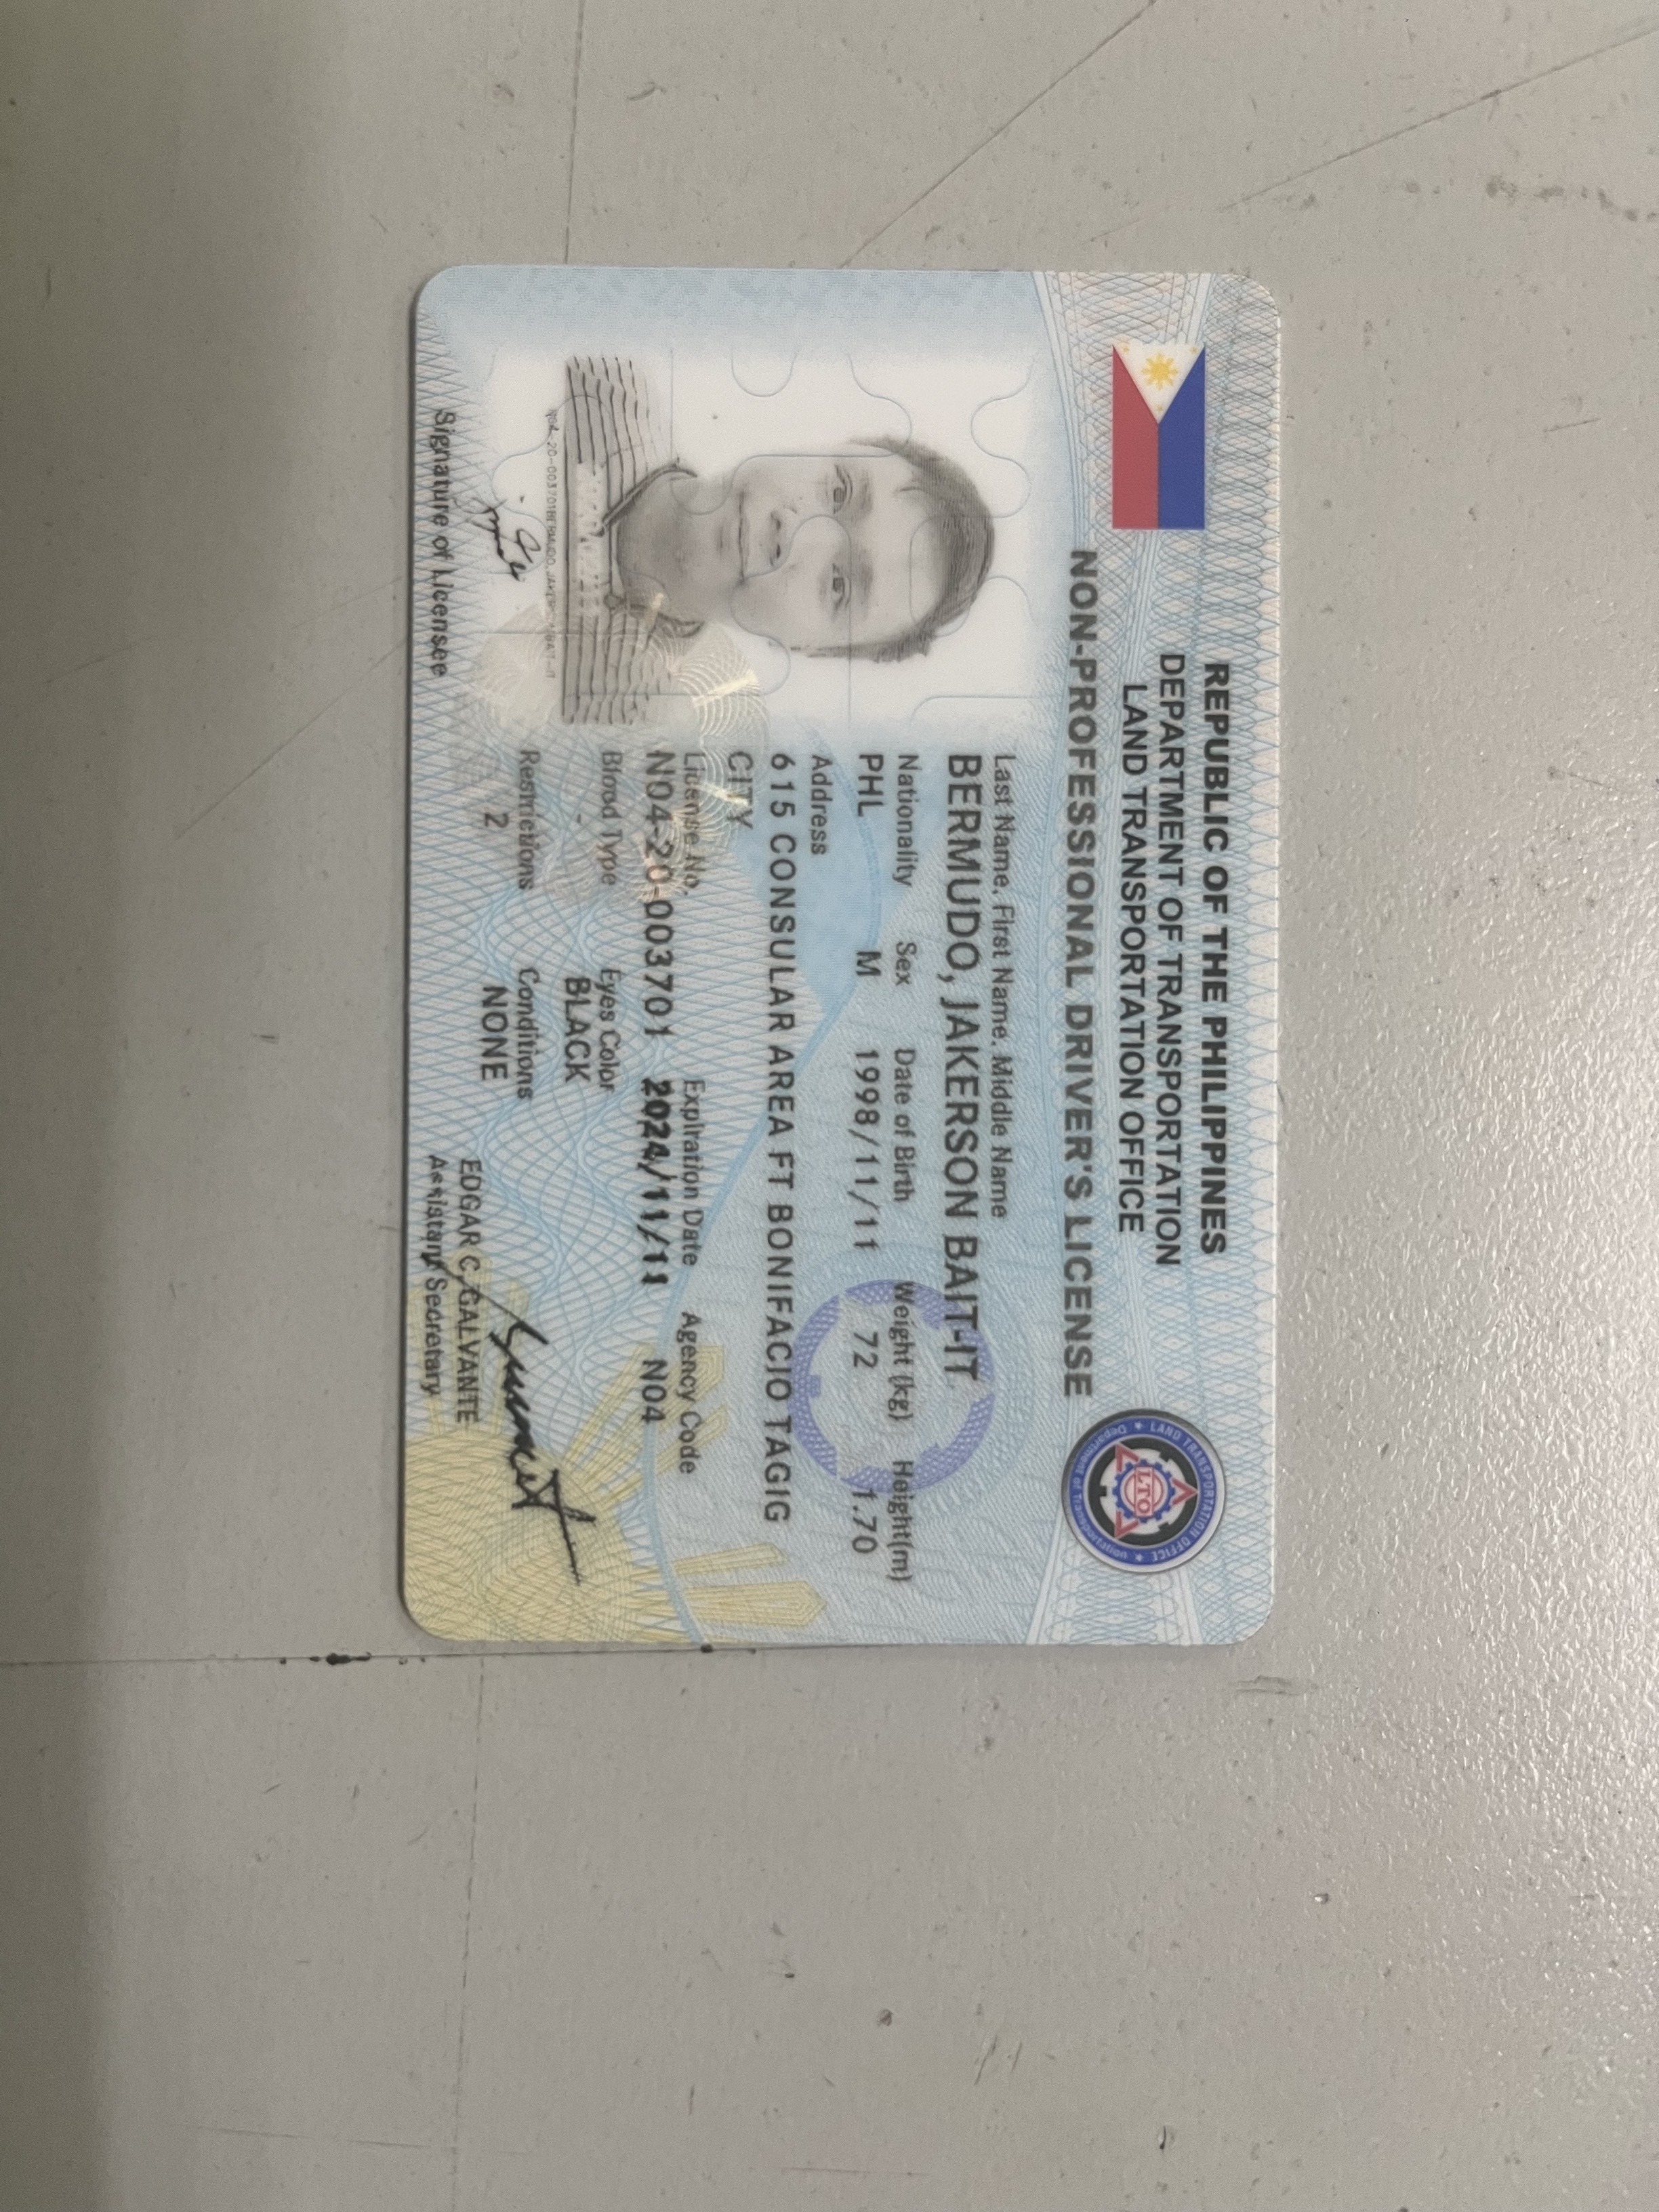 REPUBLIC OF THE PHILIPPINES
DEPARTMENT OF TRANSPORTATION
LAND TRANSPORTATION OFFICE
NON-PROFESSIONAL DRIVER'S LICENSE
LAND TRANSPORTATION OFFICE
LTO
Department of Transportation
Last Name, First Name, Middle Name
BERMUDO, JAKERSON BAIT-IT
Nationality Sex Date of Birth Weight (kg) Height(m)
PHL M 1998/11/11 72 1.70
Address
615 CONSULAR AREA FT BONIFACIO TAGIG
CITY
License No. Expiration Date Agency Code
N04-20-003701 2024/11/11 N04
Blood Type Eyes Color
- BLACK
Restrictions Conditions
2 NONE
N04-20-003701BERMUDO, JAKERSON BAIT-IT
Signature of Licensee
EDGAR C. GALVANTE
Assistant Secretary